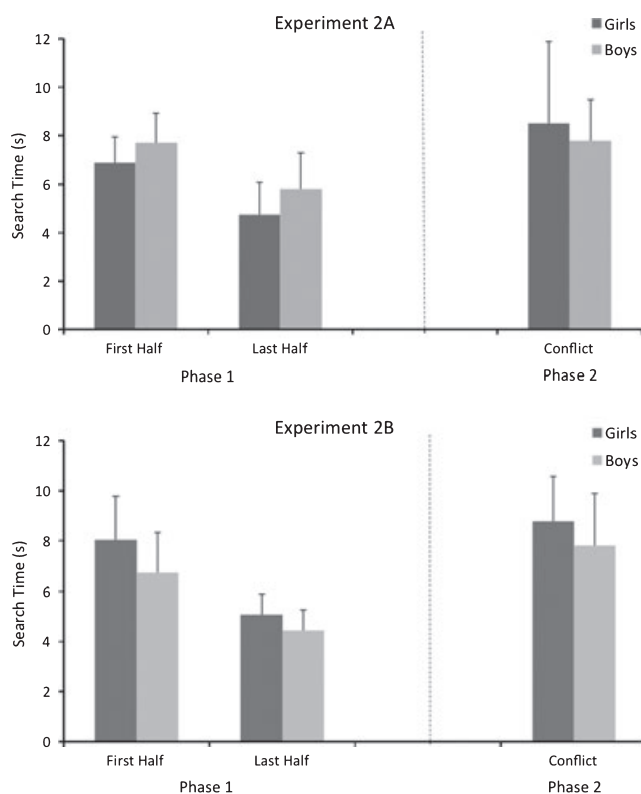 Experiment 2A
Girls
Boys
Search Time (s)
12
10
8
6
4
2
0
First Half
Last Half
Conflict
Phase 1
Phase 2
Experiment 2B
Girls
Boys
Search Time (s)
12
10
8
6
4
2
0
First Half
Last Half
Conflict
Phase 1
Phase 2